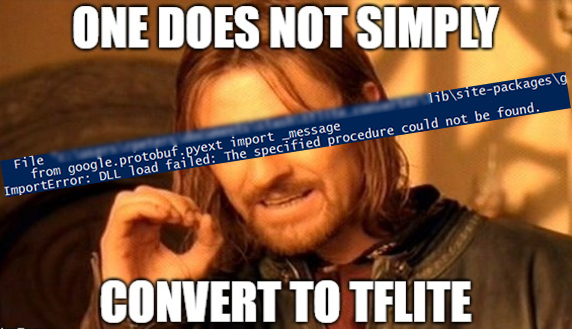 ONE DOES NOT SIMPLY
File lib\site-packages\g
from google.protobuf.pyext import _message
ImportError: DLL load failed: The specified procedure could not be found.
CONVERT TO TFLITE